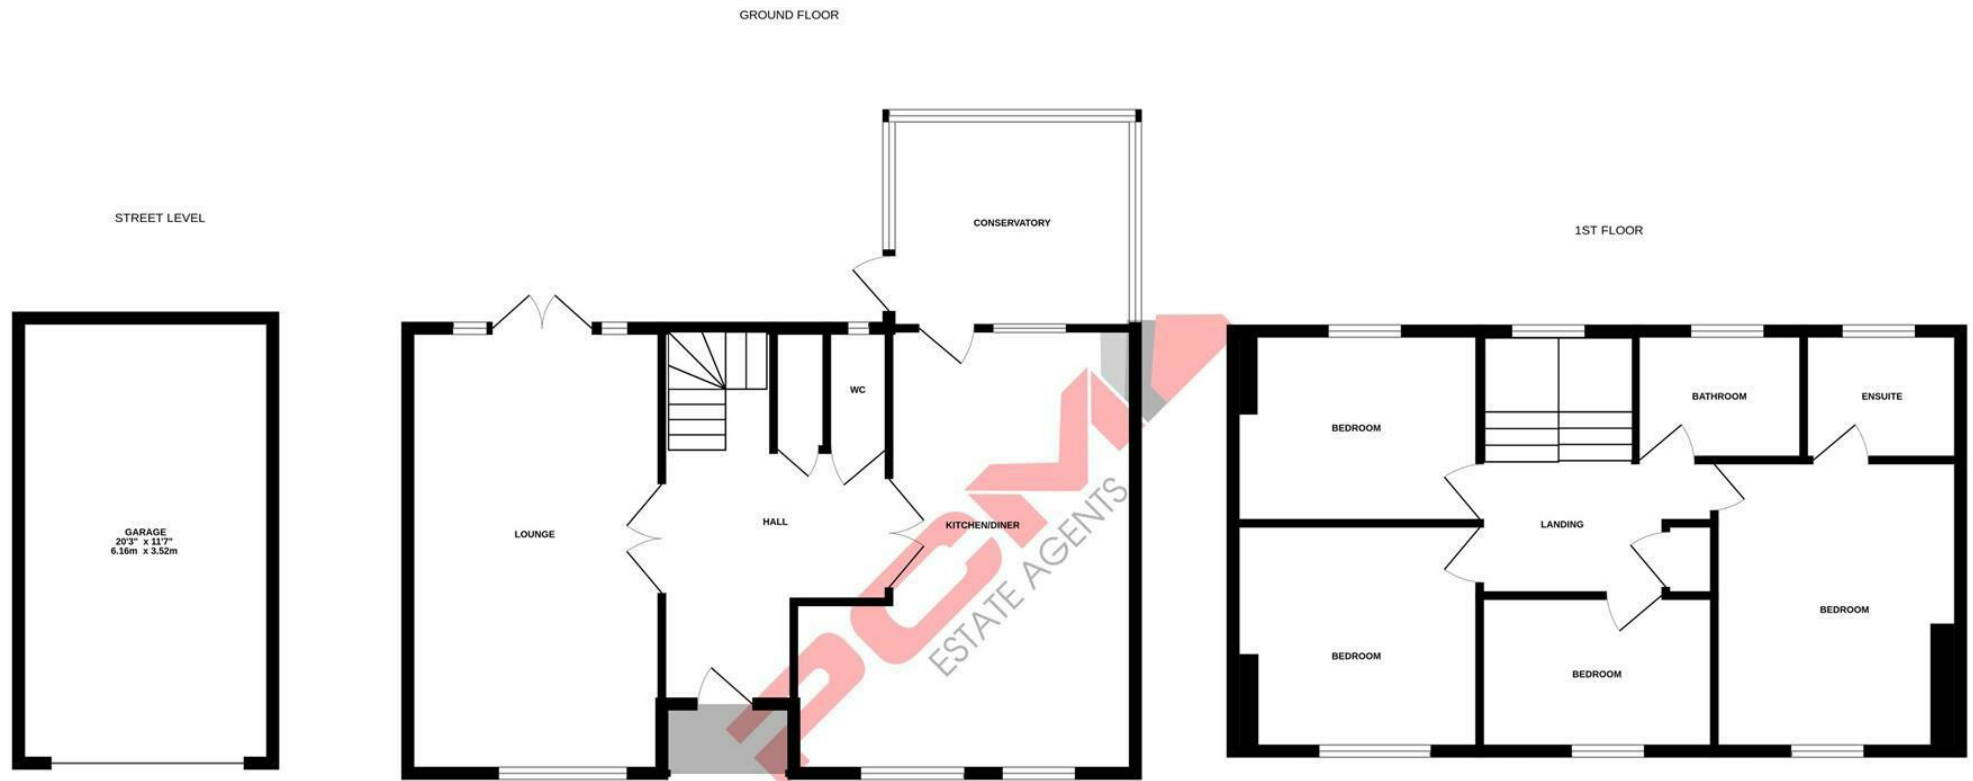 GROUND FLOOR
STREET LEVEL
1ST FLOOR
GARAGE
20'3" x 11'7"
6.16m x 3.52m
LOUNGE
HALL
WC
KITCHEN/DINER
CONSERVATORY
PCM
ESTATE AGENTS
BEDROOM
BATHROOM
ENSUITE
LANDING
BEDROOM
BEDROOM
BEDROOM